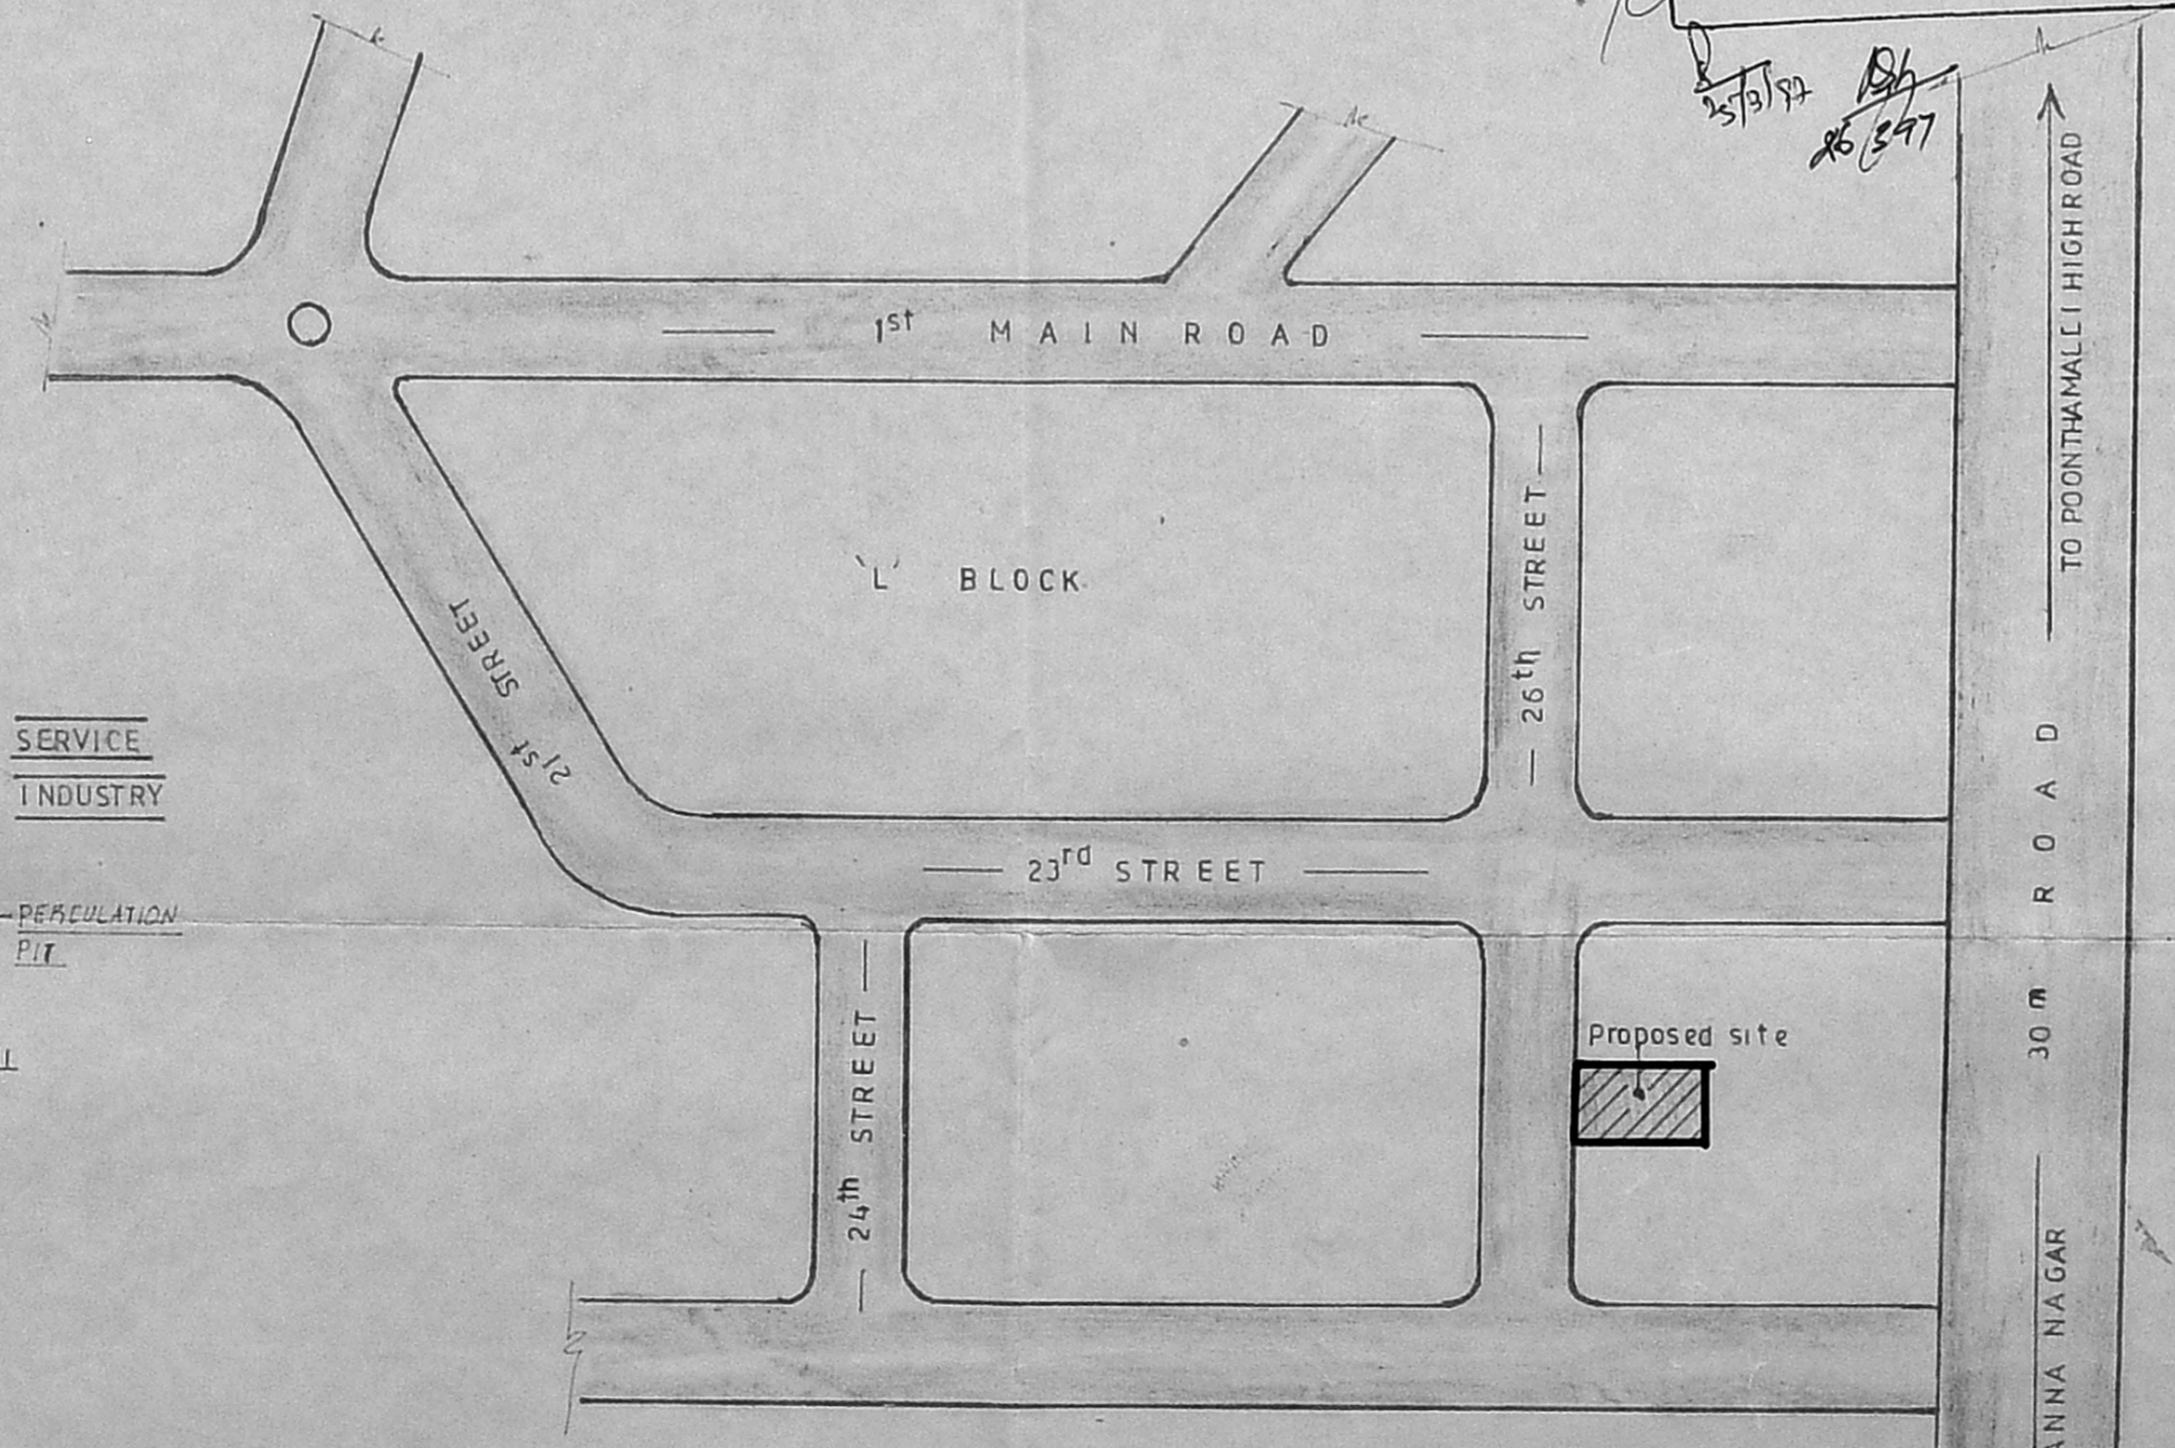 25/3/97
26/3/97
TO POONTHAMALLI HIGH ROAD
1st MAIN ROAD
'L' BLOCK
26th STREET
21st STREET
SERVICE
INDUSTRY
23rd STREET
PERCULATION
PIT
24th STREET
Proposed site
30m ROAD
ANNA NAGAR